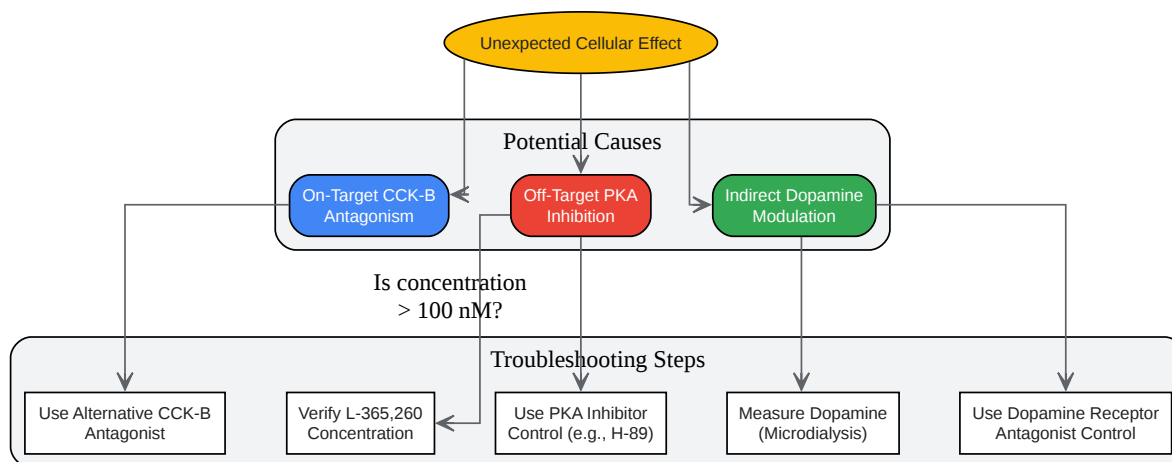 Unexpected Cellular Effect
Potential Causes
On-Target CCK-B
Antagonism
Off-Target PKA
Inhibition
Indirect Dopamine
Modulation
Is concentration
> 100 nM?
Troubleshooting Steps
Use Alternative CCK-B
Antagonist
Verify L-365,260
Concentration
Use PKA Inhibitor
Control (e.g., H-89)
Measure Dopamine
(Microdialysis)
Use Dopamine Receptor
Antagonist Control